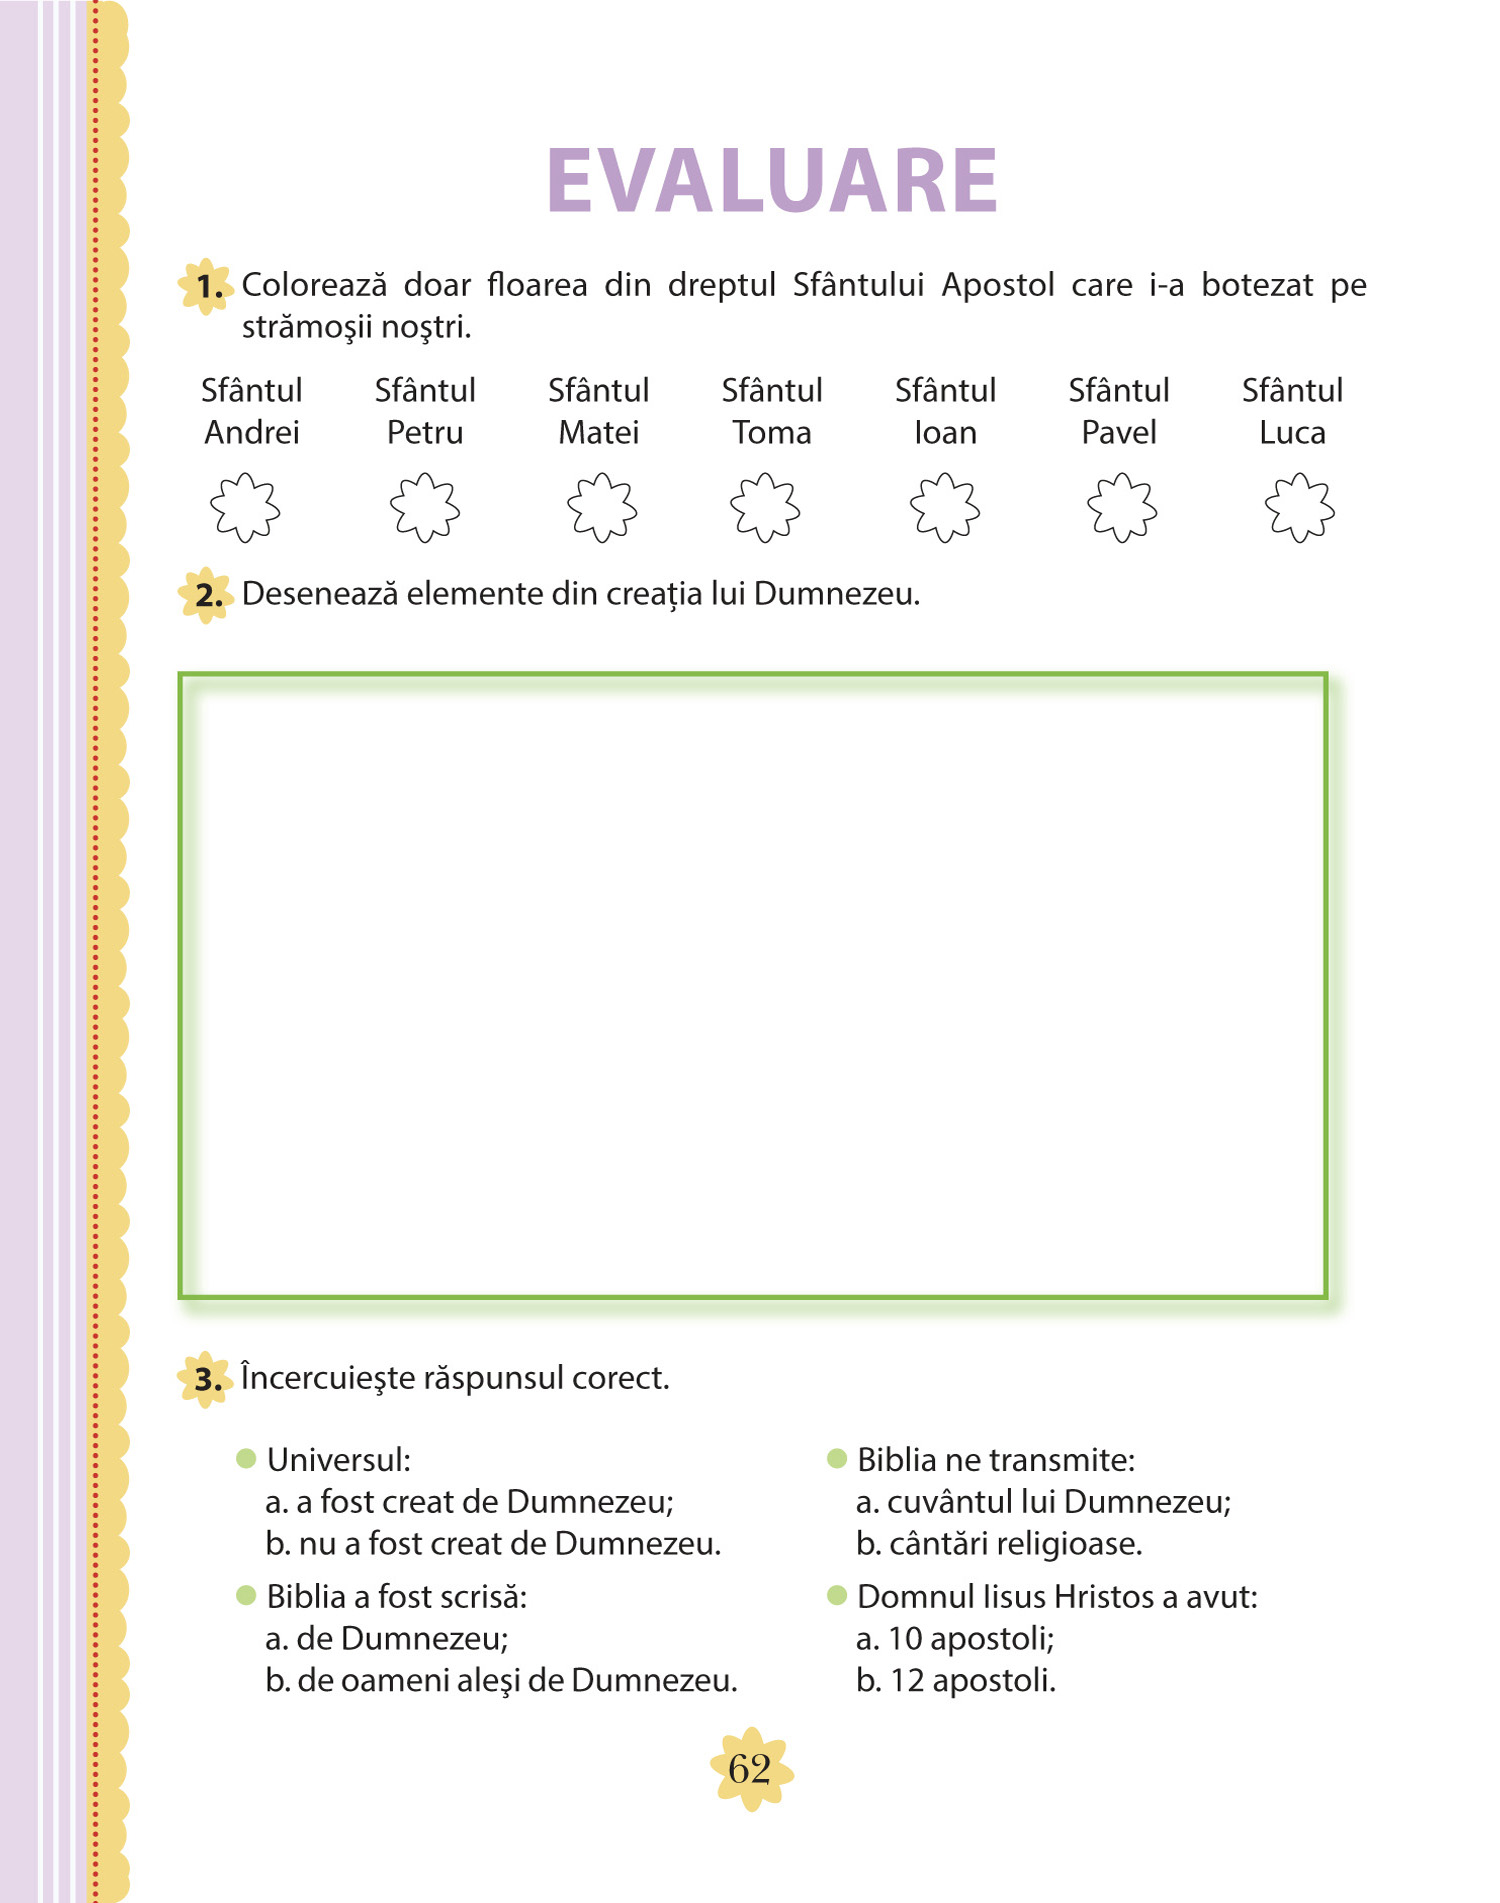 EVALUARE
1. Colorează doar floarea din dreptul Sfântului Apostol care i-a botezat pe
strămoşii noştri.
Sfântul Sfântul Sfântul Sfântul Sfântul Sfântul Sfântul
Andrei Petru Matei Toma Ioan Pavel Luca
2. Desenează elemente din creația lui Dumnezeu.
3. Încercuieşte răspunsul corect.
Universul:
a. a fost creat de Dumnezeu;
b. nu a fost creat de Dumnezeu.
Biblia a fost scrisă:
a. de Dumnezeu;
b. de oameni aleşi de Dumnezeu.
Biblia ne transmite:
a. cuvântul lui Dumnezeu;
b. cântări religioase.
Domnul Iisus Hristos a avut:
a. 10 apostoli;
b. 12 apostoli.
62